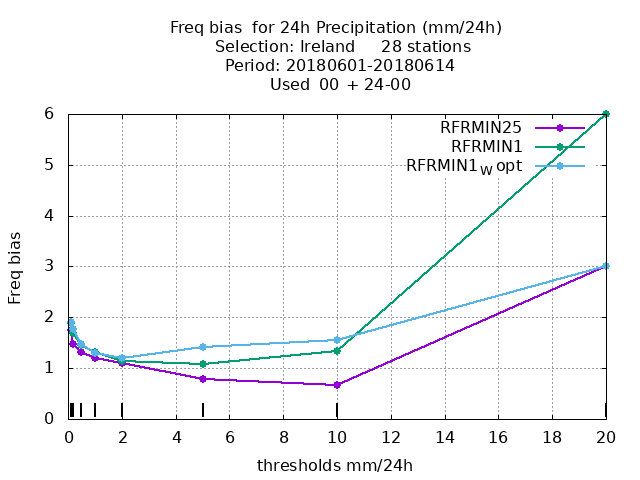 Freq bias  for 24h Precipitation (mm/24h)
Selection: Ireland     28 stations
Period: 20180601-20180614
Used  00 + 24-00
RFRMIN25
RFRMIN1
RFRMIN1W opt
6
5
4
3
2
1
0
Freq bias
0 2 4 6 8 10 12 14 16 18 20
thresholds mm/24h